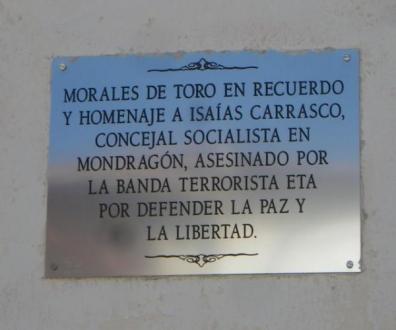 MORALES DE TORO EN RECUERDO
Y HOMENAJE A ISAÍAS CARRASCO,
CONCEJAL SOCIALISTA EN
MONDRAGÓN, ASESINADO POR
LA BANDA TERRORISTA ETA
POR DEFENDER LA PAZ Y
LA LIBERTAD.